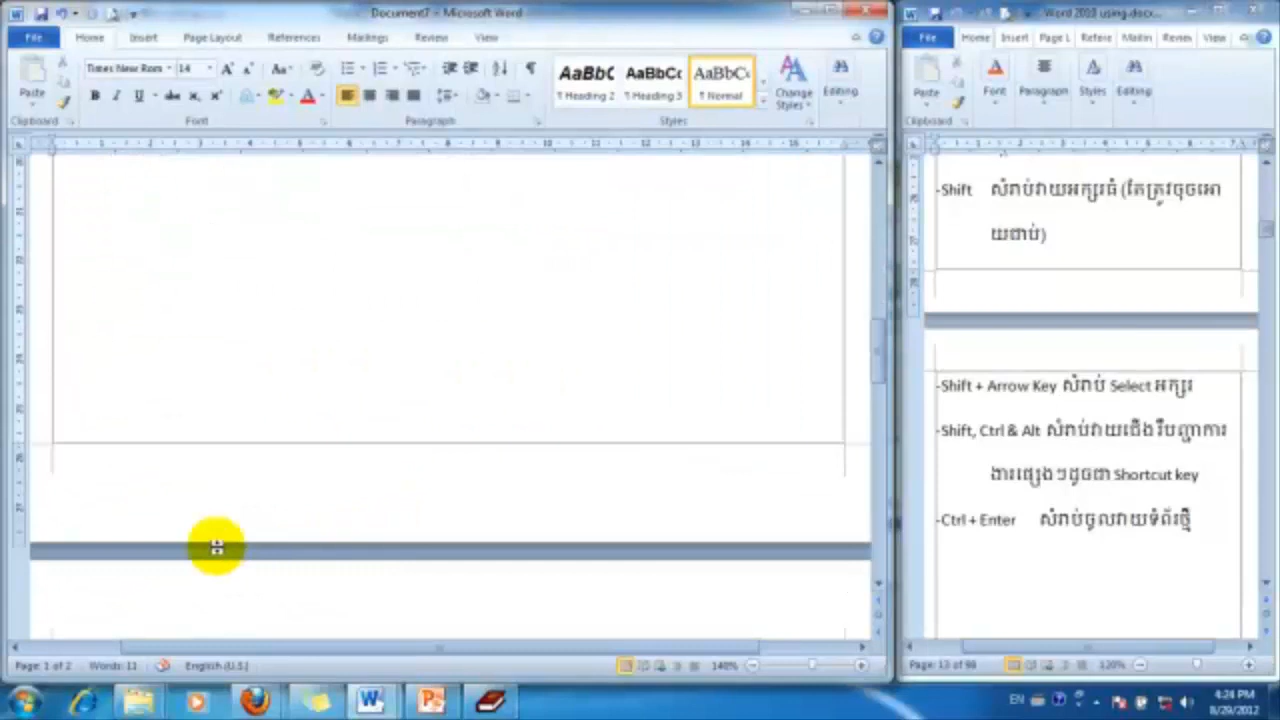 Document7 - Microsoft Word
File Home Insert Page Layout References Mailings Review View
Times New Rom 14
Paste
AaBbC AaBbCc AaBbCc
¶ Heading 2 ¶ Heading 3 ¶ Normal
Change Styles
Editing
Clipboard Font Paragraph Styles
Page: 1 of 2 Words: 11 English (U.S.) 140%
Word 2010 using.docx...
File Home Insert Page L Refere Mailin Review View
Paste Font Paragraph Styles Editing
Clipboard
-Shift សំរាប់វាយអក្សរធំ (តែត្រូវចុចអោ
យជាប់)
-Shift + Arrow Key សំរាប់ Select អក្សរ
-Shift, Ctrl & Alt សំរាប់វាយជើង រឺបញ្ជាការ
ងារផ្សេងៗដូចជា Shortcut key
-Ctrl + Enter សំរាប់ចូលវាយទំព័រថ្មី
Page: 13 of 98 120%
EN
4:24 PM
8/29/2012